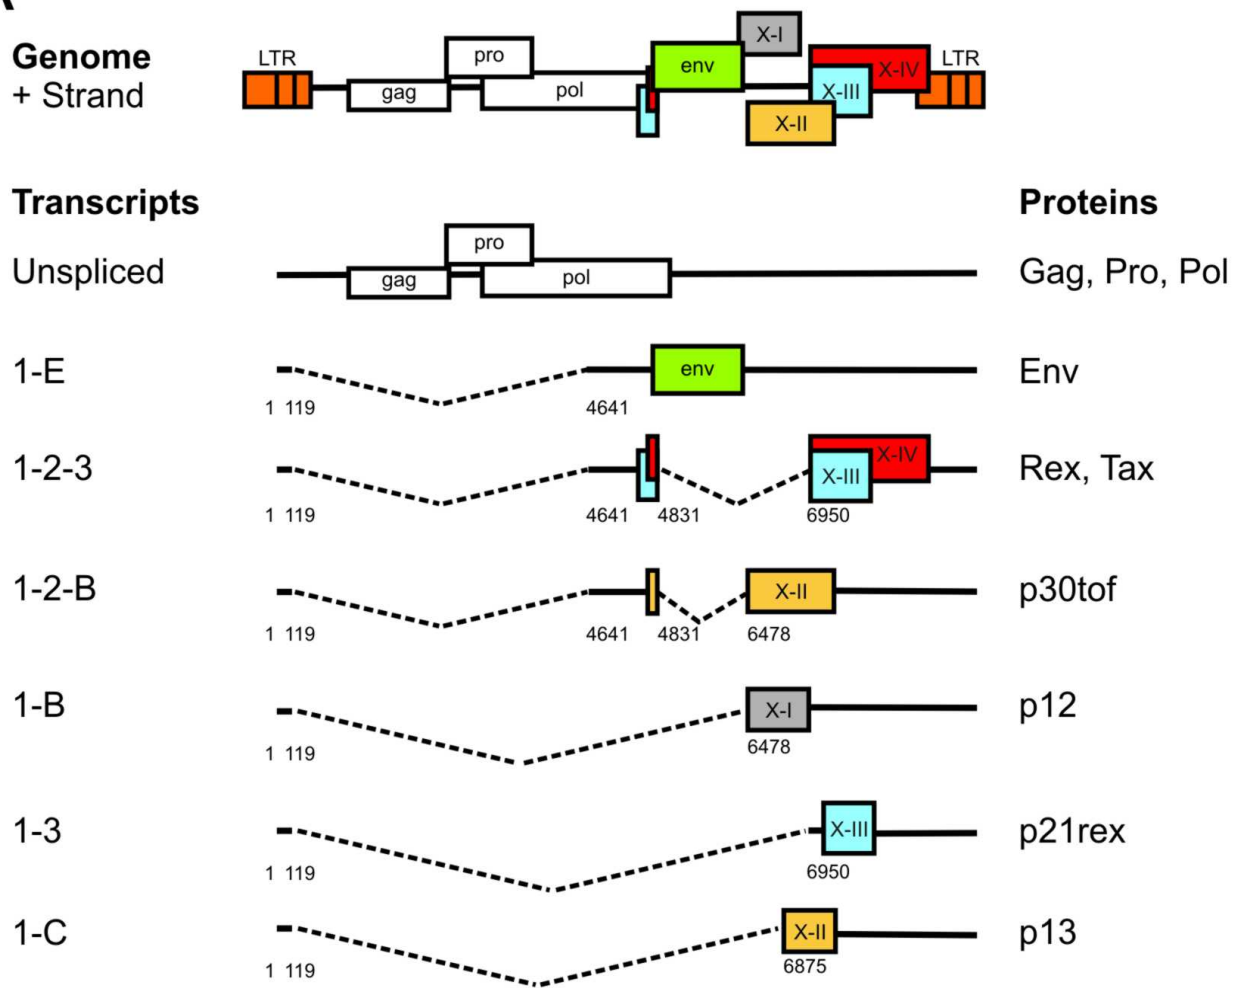 X-I
Genome
LTR
pro
env
X-IV
LTR
+ Strand
gag
pol
X-III
X-II
Transcripts
Proteins
pro
Unspliced
gag
pol
Gag, Pro, Pol
1-E
env
Env
1 119
4641
1-2-3
X-IV
X-III
Rex, Tax
1 119
4641
4831
6950
1-2-B
X-II
p30tof
1 119
4641
4831
6478
1-B
X-I
p12
1 119
6478
1-3
X-III
p21rex
1 119
6950
1-C
X-II
p13
1 119
6875